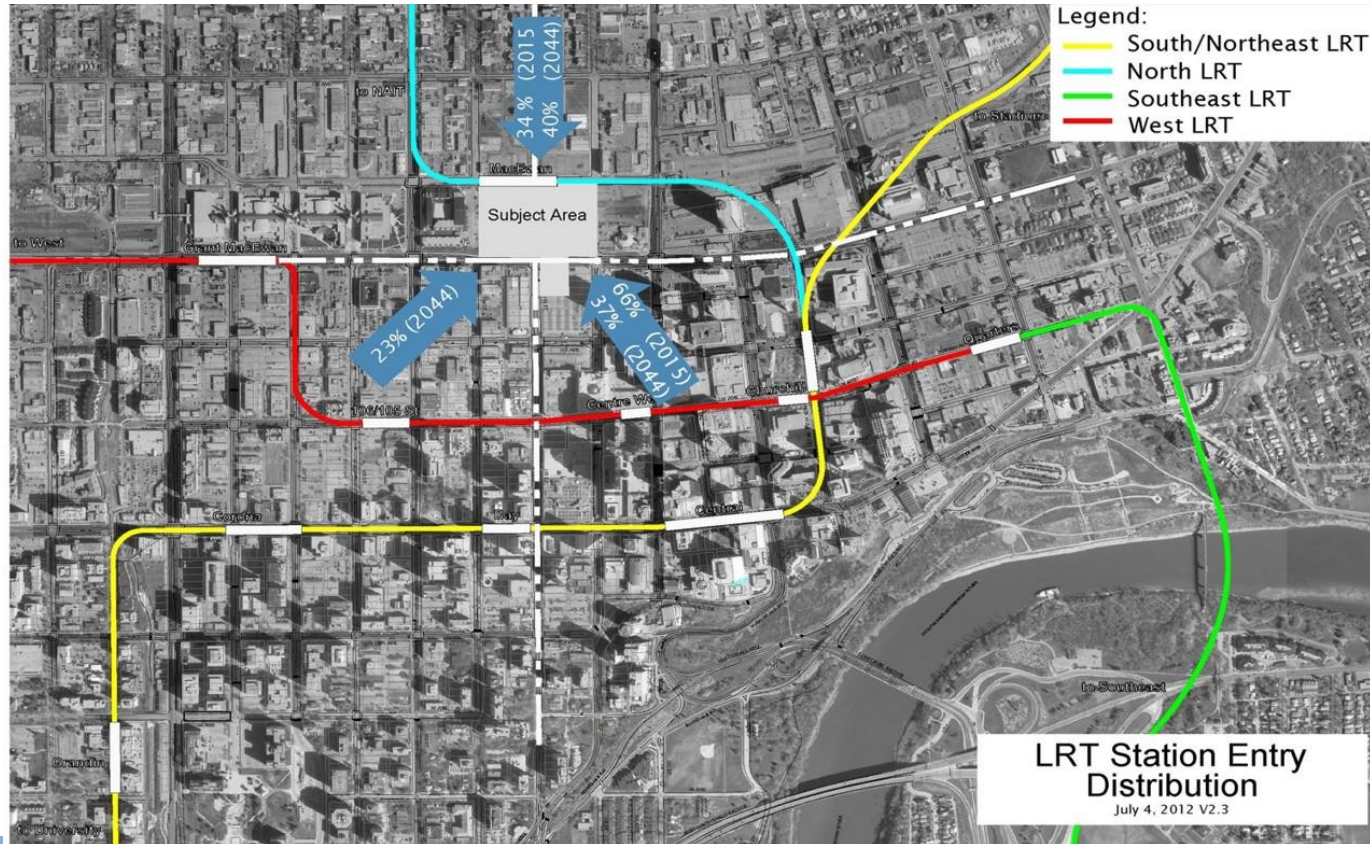 Legend:
South/Northeast LRT
North LRT
Southeast LRT
West LRT
34 % (2015
40% (2044)
to NAIT
to Stadium
MacEwan
Subject Area
to West
Grant MacEwan
23% (2044)
66% (2015)
37% (2044)
Quarters
Churchill
Centre We
106/105 St
Corona
Bay
Central
to Southeast
Grandin
to University
LRT Station Entry
Distribution
July 4, 2012 V2.3